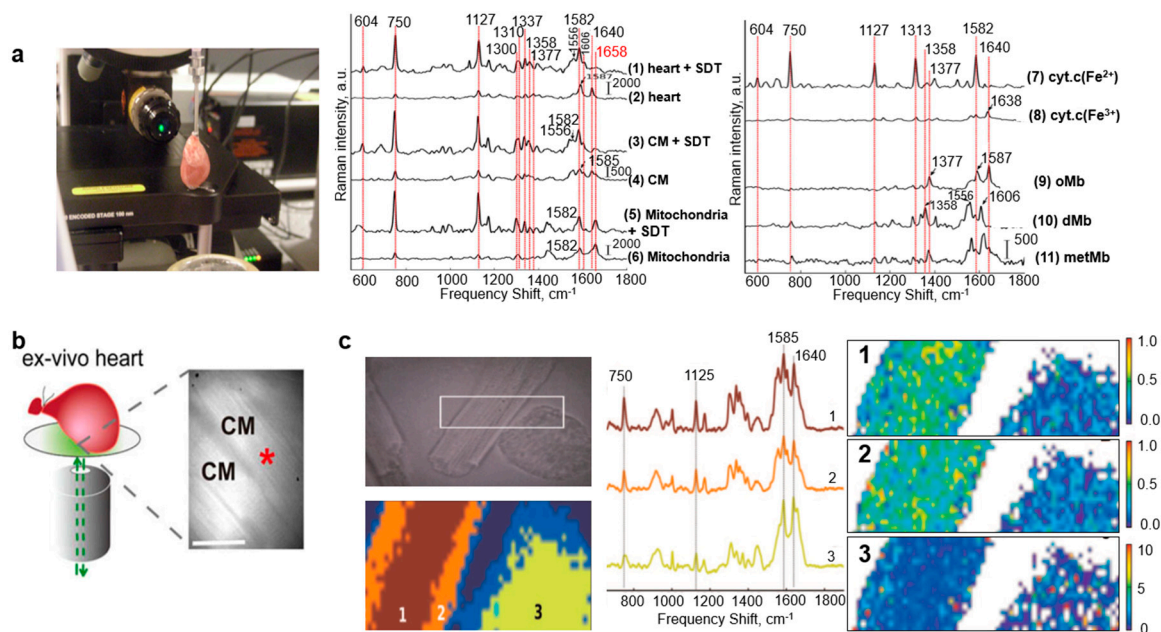 a
ENCODED STAGE 100 nm
604 750 1127 1337 1582
1310 1358 1640
1300 1377 1556 1606 1658
(1) heart + SDT
1587 2000
(2) heart
1582
1556 (3) CM + SDT
1585
500
(4) CM
1582 (5) Mitochondria
+ SDT
1582 2000
(6) Mitochondria
Raman intensity, a.u.
600 800 1000 1200 1400 1600 1800
Frequency Shift, cm-1
604 750 1127 1313 1582
1358 1640
1377 (7) cyt.c(Fe2+)
1638
(8) cyt.c(Fe3+)
1377 1587
(9) oMb
1358 1556 1606
(10) dMb
500
(11) metMb
Raman intensity, a.u.
600 800 1000 1200 1400 1600 1800
Frequency Shift, cm-1
b
ex-vivo heart
CM
CM *
c
1 2 3
1585
750 1125 1640
1
2
3
800 1000 1200 1400 1600 1800
Raman shift, cm-1
1
1.0
0.5
0.0
2
1.0
0.5
0.0
3
10
5
0